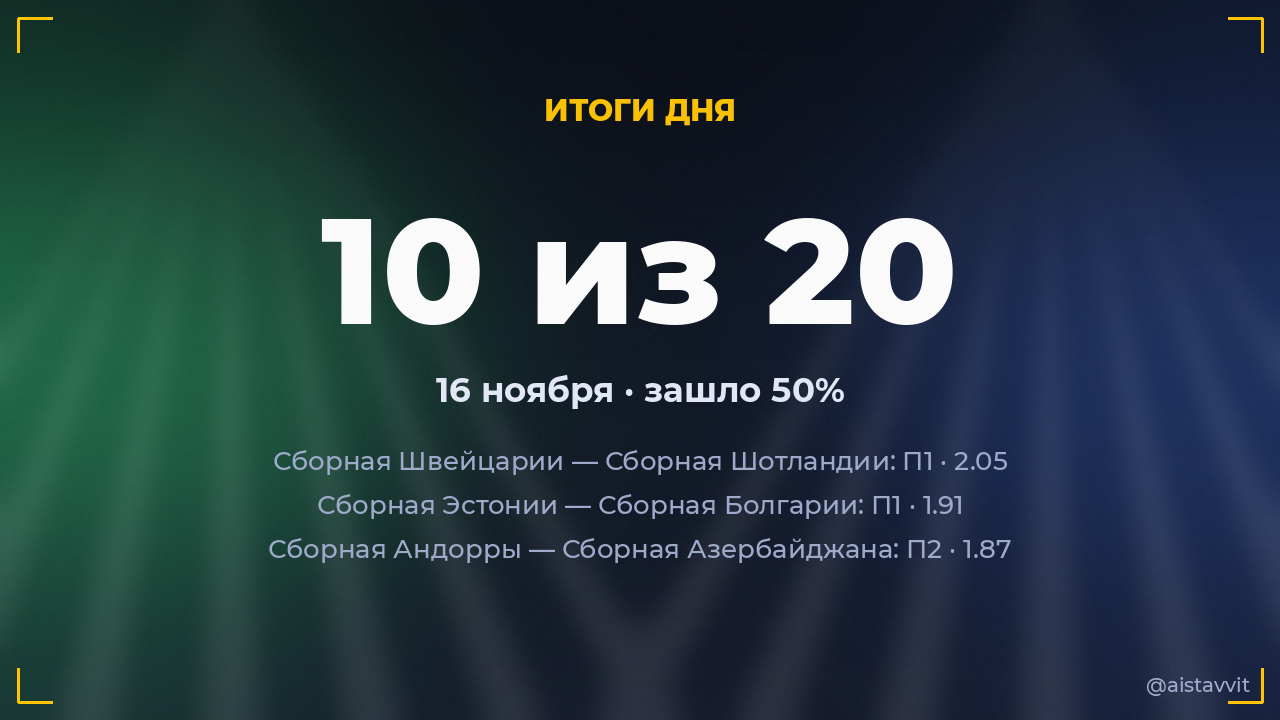 ИТОГИ ДНЯ
10 из 20
16 ноября · зашло 50%
Сборная Швейцарии — Сборная Шотландии: П1 · 2.05
Сборная Эстонии — Сборная Болгарии: П1 · 1.91
Сборная Андорры — Сборная Азербайджана: П2 · 1.87
@aistavvit